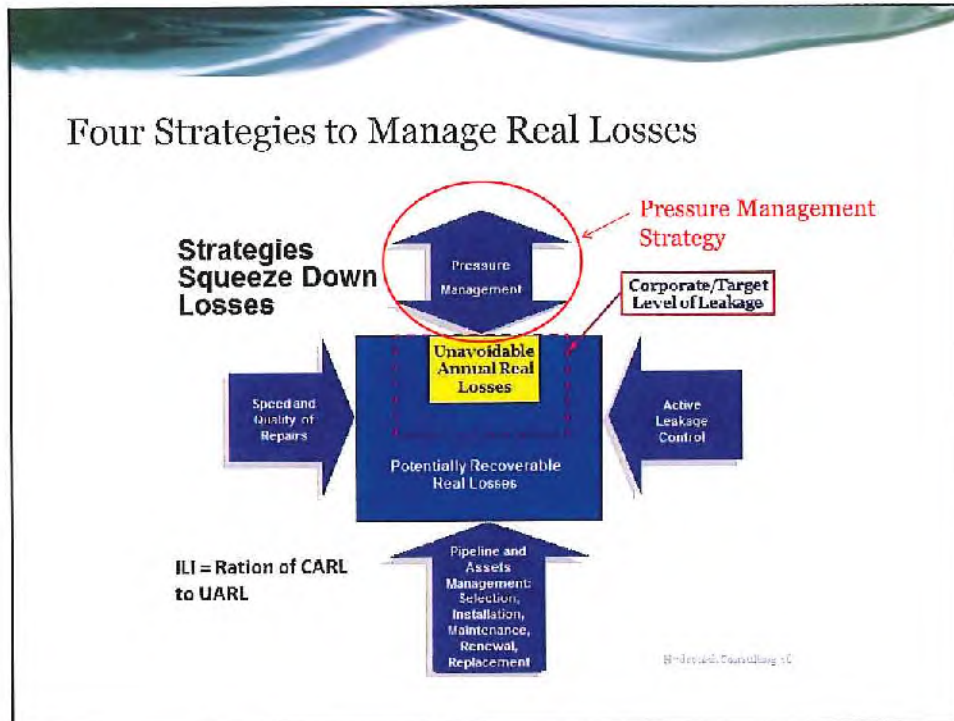 Four Strategies to Manage Real Losses
Strategies
Squeeze Down
Losses
Pressure
Management
Pressure Management
Strategy
Corporate/Target
Level of Leakage
Unavoidable
Annual Real
Losses
Speed and
Quality of
Repairs
Active
Leakage
Control
Potentially Recoverable
Real Losses
ILI = Ration of CARL
to UARL
Pipeline and
Assets
Management:
Selection,
Installation,
Maintenance,
Renewal,
Replacement
Consulting